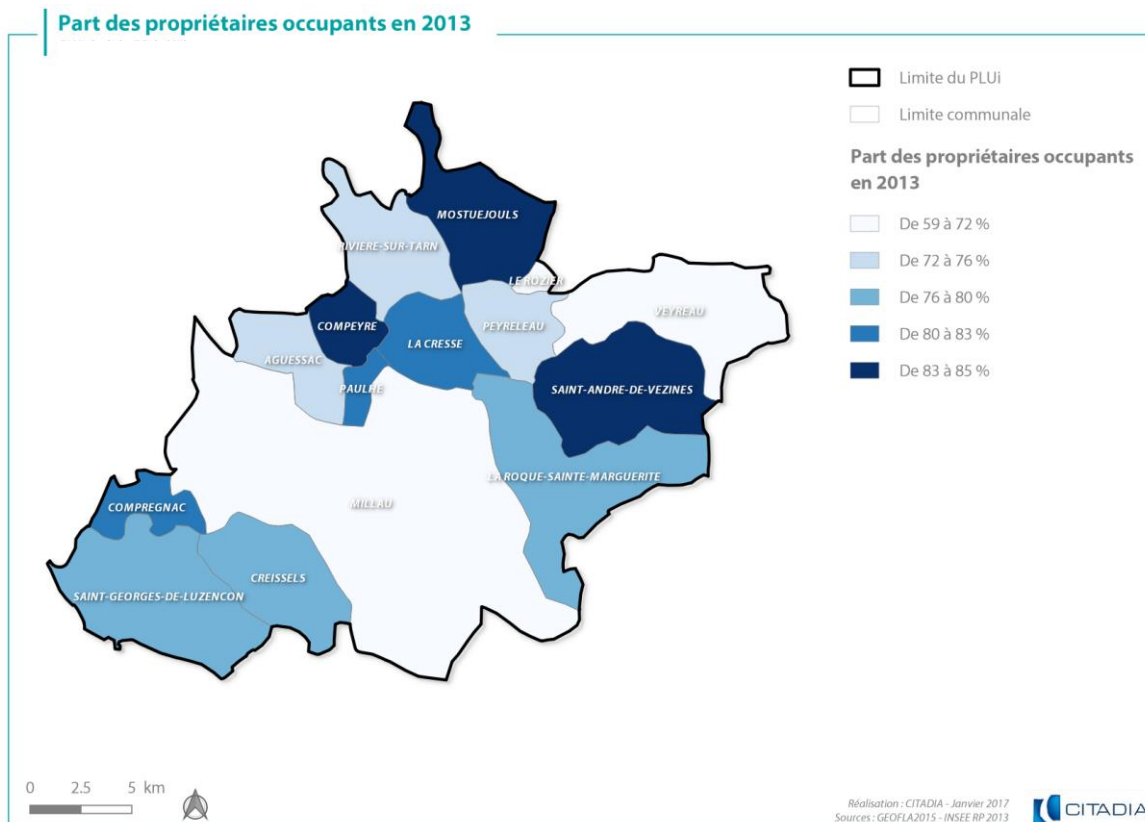 Part des propriétaires occupants en 2013
Limite du PLUi
Limite communale
Part des propriétaires occupants
en 2013
De 59 à 72 %
De 72 à 76 %
De 76 à 80 %
De 80 à 83 %
De 83 à 85 %
MOSTUEJOULS
RIVIERE-SUR-TARN
LE ROZIER
VEYREAU
COMPEYRE
LA CRESSE
PEYRELEAU
AGUESSAC
PAULHE
SAINT-ANDRE-DE-VEZINES
LA ROQUE-SAINTE-MARGUERITE
MILLAU
COMPREGNAC
CREISSELS
SAINT-GEORGES-DE-LUZENCON
0 2.5 5 km
Réalisation : CITADIA - Janvier 2017
Sources : GEOFLA2015 - INSEE RP 2013
CITADIA